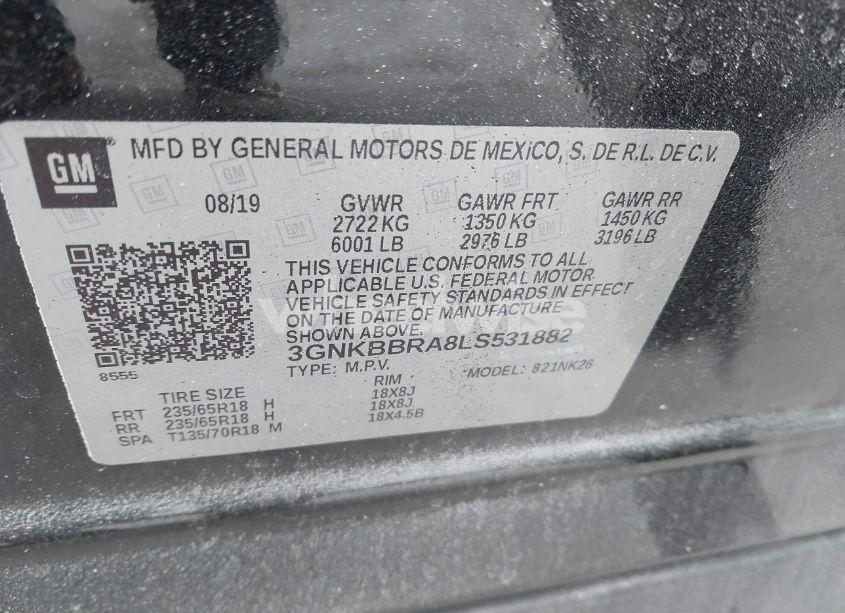 GM
MFD BY GENERAL MOTORS DE MEXICO, S. DE R.L. DE C.V.
08/19 GVWR GAWR FRT GAWR RR
2722 KG 1350 KG 1450 KG
6001 LB 2976 LB 3196 LB
THIS VEHICLE CONFORMS TO ALL
APPLICABLE U.S. FEDERAL MOTOR
VEHICLE SAFETY STANDARDS IN EFFECT
ON THE DATE OF MANUFACTURE
SHOWN ABOVE.
3GNKBBRA8LS531882
8555
TYPE: M.P.V. MODEL: 821NK26
TIRE SIZE RIM
FRT 235/65R18 H 18X8J
RR 235/65R18 H 18X8J
SPA T135/70R18 M 18X4.5B